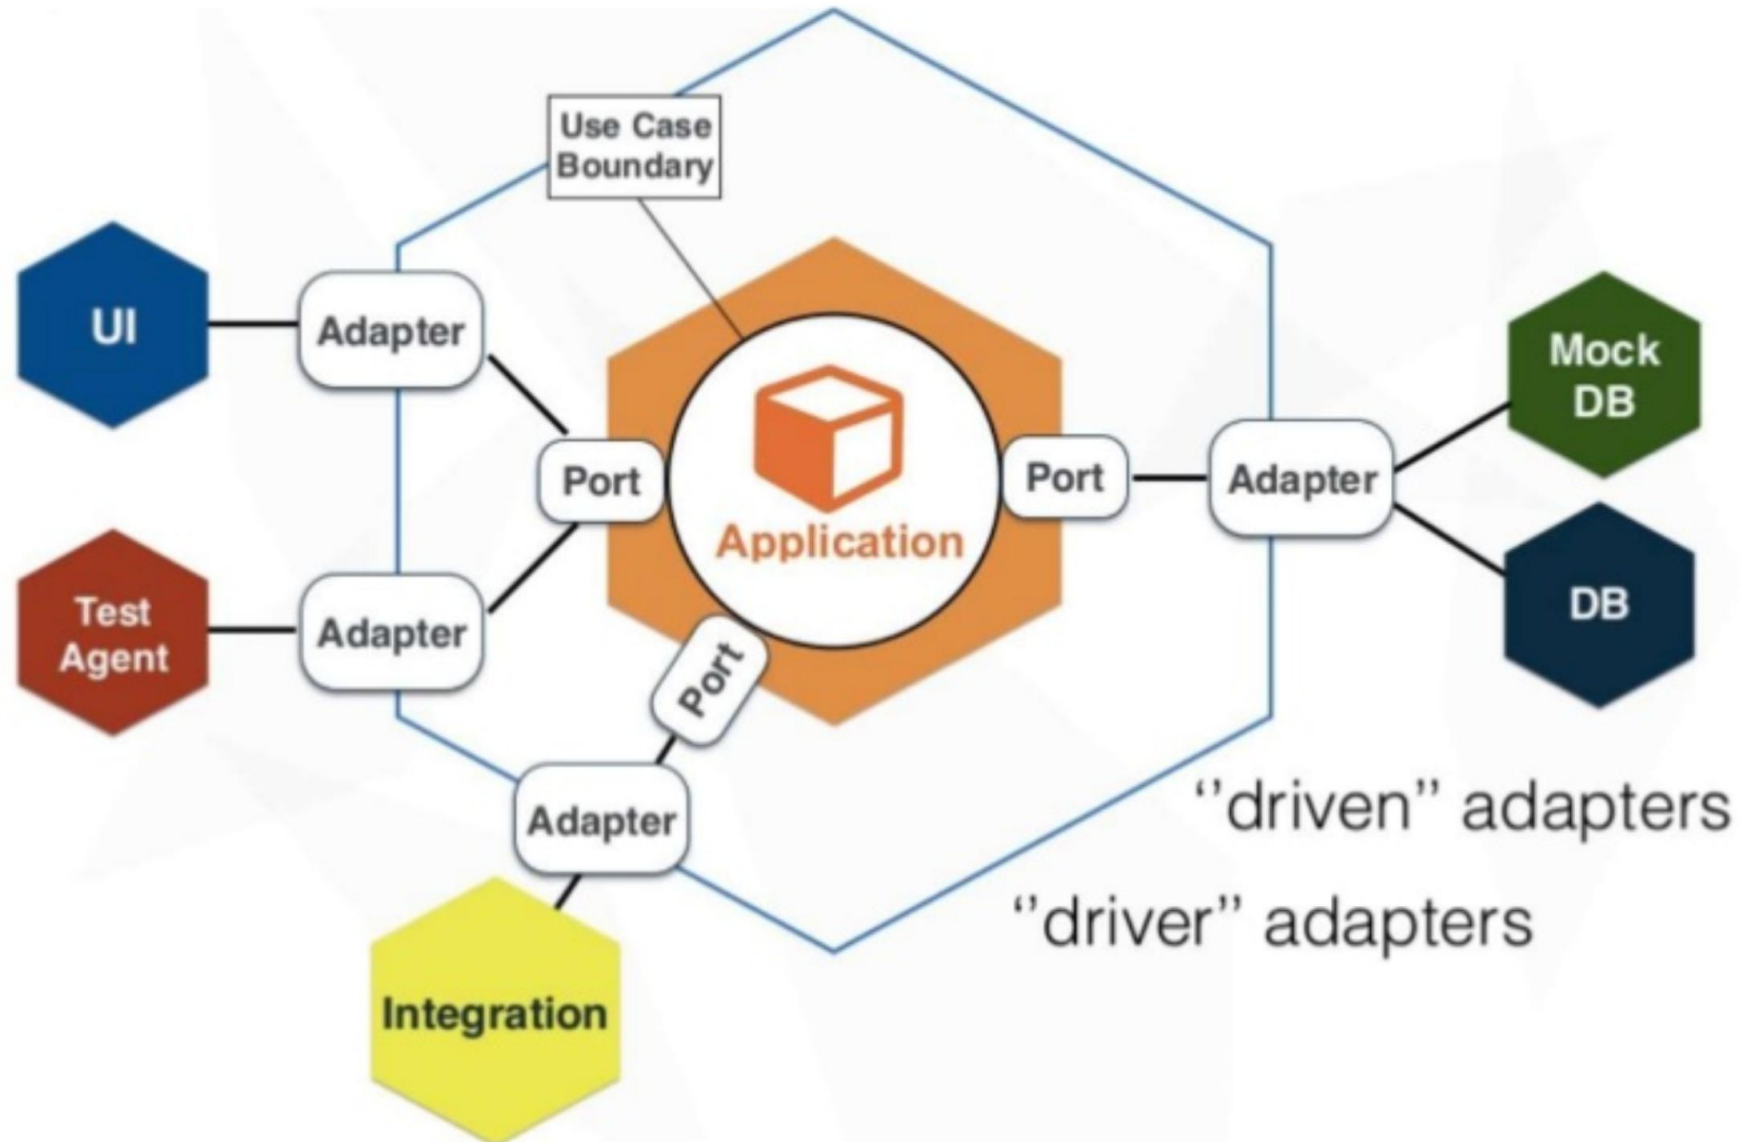 Use Case
Boundary
UI
Adapter
Mock
DB
Port
Application
Port
Adapter
DB
Test
Agent
Adapter
Port
Adapter
‘’driven’’ adapters
‘’driver’’ adapters
Integration